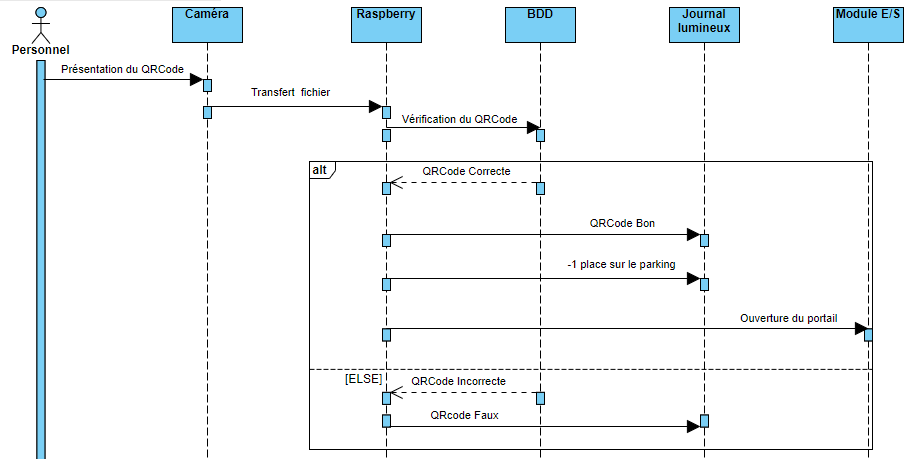 Personnel
Caméra
Raspberry
BDD
Journal
lumineux
Module E/S
Présentation du QRCode
Transfert fichier
Vérification du QRCode
alt
QRCode Correcte
QRCode Bon
-1 place sur le parking
Ouverture du portail
[ELSE]
QRCode Incorrecte
QRcode Faux